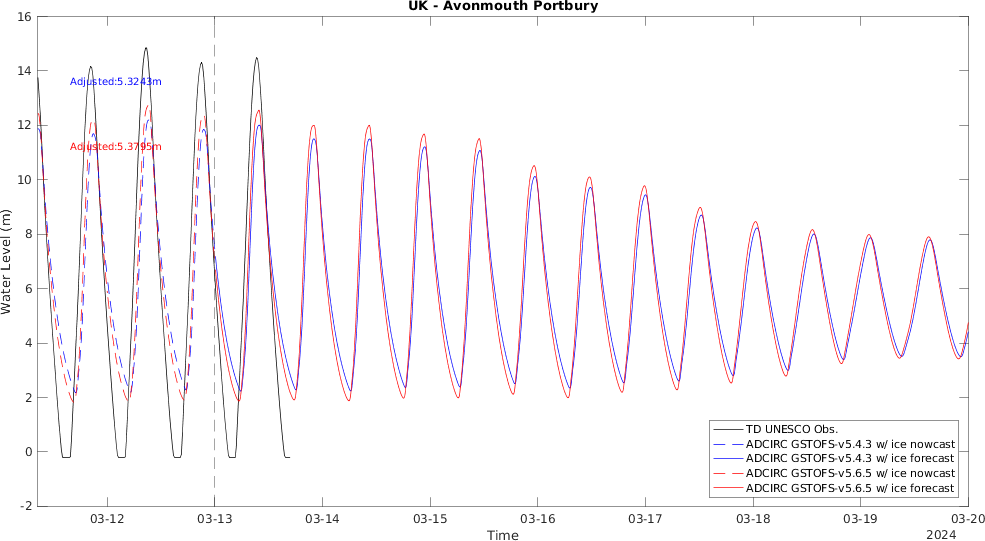 UK - Avonmouth Portbury
16
14
12
10
8
6
4
2
0
-2
Water Level (m)
Adjusted:5.3243m
Adjusted:5.3795m
TD UNESCO Obs.
ADCIRC GSTOFS-v5.4.3 w/ ice nowcast
ADCIRC GSTOFS-v5.4.3 w/ ice forecast
ADCIRC GSTOFS-v5.6.5 w/ ice nowcast
ADCIRC GSTOFS-v5.6.5 w/ ice forecast
03-12 03-13 03-14 03-15 03-16 03-17 03-18 03-19 03-20
Time
2024